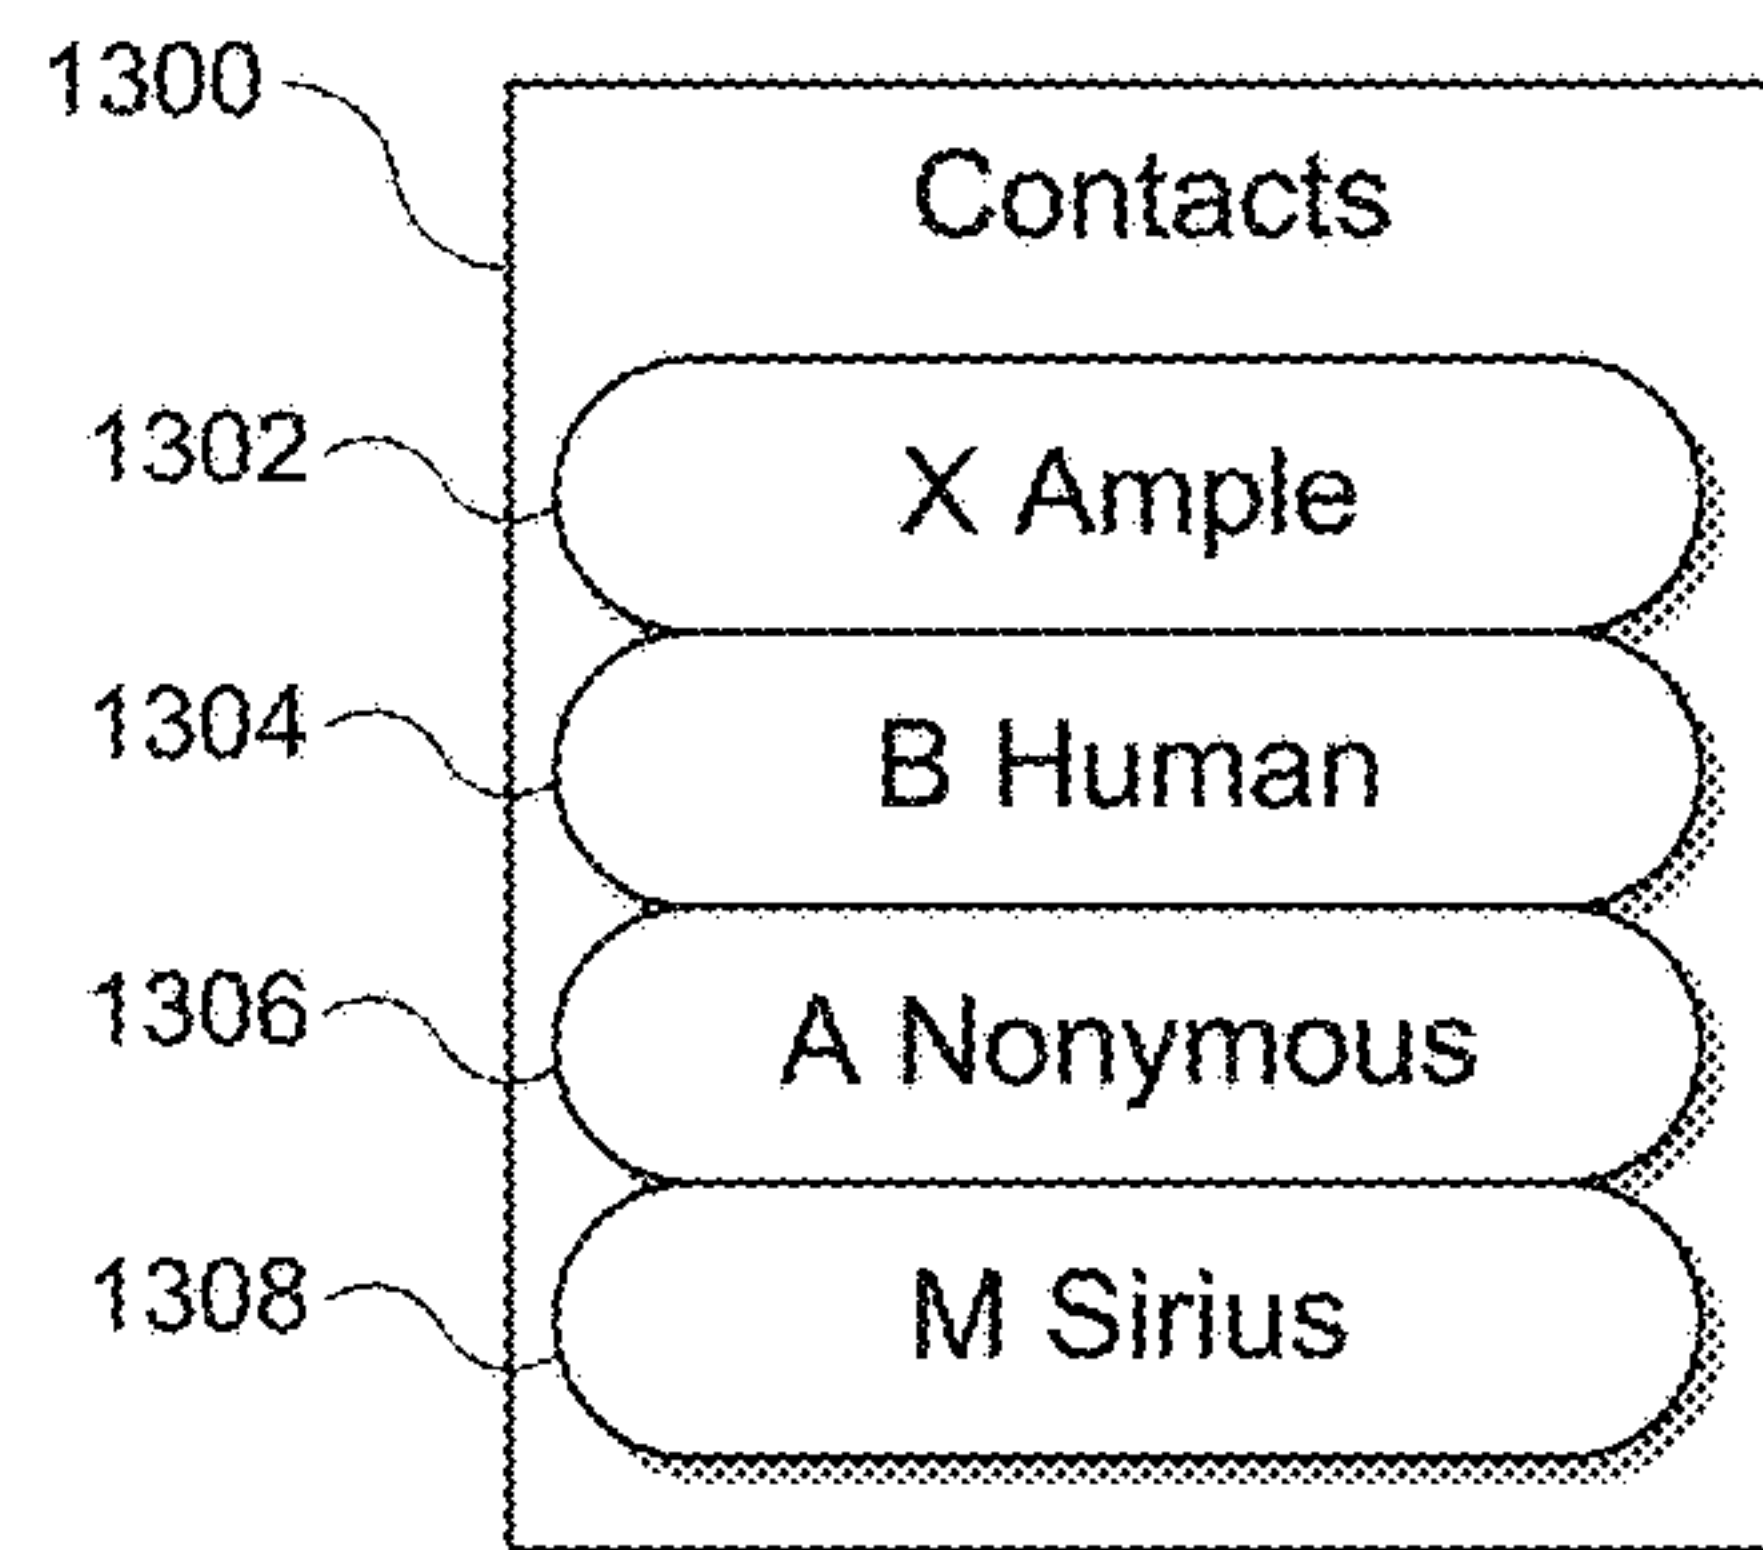 1300
Contacts
1302
X Ample
1304
B Human
1306
A Nonymous
1308
M Sirius